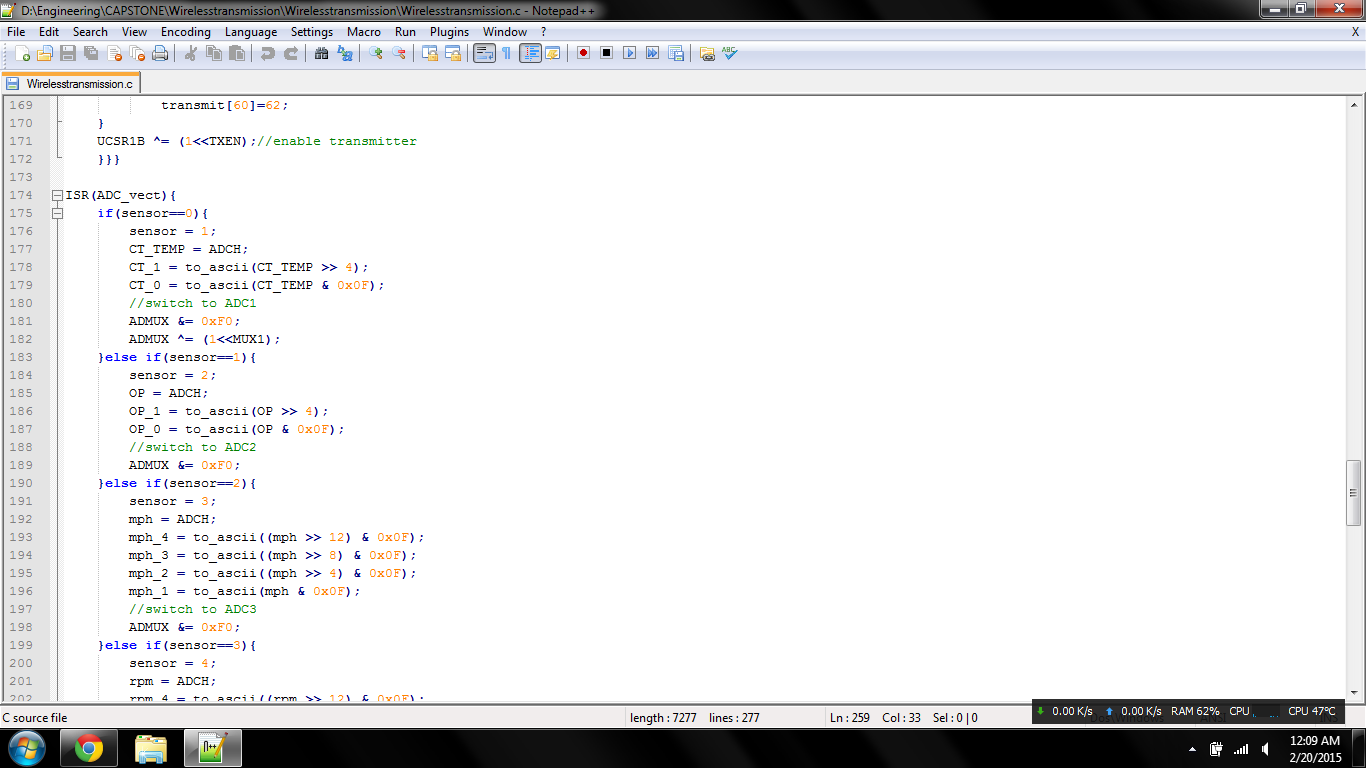 D:\Engineering\CAPSTONE\Wirelesstransmission\Wirelesstransmission\Wirelesstransmission.c - Notepad++
File Edit Search View Encoding Language Settings Macro Run Plugins Window ? X
Wirelesstransmission.c
169 transmit[60]=62;
170 }
171 UCSR1B ^= (1<<TXEN);//enable transmitter
172 }}}
173
174 ISR(ADC_vect){
175 if(sensor==0){
176 sensor = 1;
177 CT_TEMP = ADCH;
178 CT_1 = to_ascii(CT_TEMP >> 4);
179 CT_0 = to_ascii(CT_TEMP & 0x0F);
180 //switch to ADC1
181 ADMUX &= 0xF0;
182 ADMUX ^= (1<<MUX1);
183 }else if(sensor==1){
184 sensor = 2;
185 OP = ADCH;
186 OP_1 = to_ascii(OP >> 4);
187 OP_0 = to_ascii(OP & 0x0F);
188 //switch to ADC2
189 ADMUX &= 0xF0;
190 }else if(sensor==2){
191 sensor = 3;
192 mph = ADCH;
193 mph_4 = to_ascii((mph >> 12) & 0x0F);
194 mph_3 = to_ascii((mph >> 8) & 0x0F);
195 mph_2 = to_ascii((mph >> 4) & 0x0F);
196 mph_1 = to_ascii(mph & 0x0F);
197 //switch to ADC3
198 ADMUX &= 0xF0;
199 }else if(sensor==3){
200 sensor = 4;
201 rpm = ADCH;
202 rpm_4 = to_ascii((rpm >> 12) & 0x0F);
C source file length : 7277 lines : 277 Ln : 259 Col : 33 Sel : 0 | 0 0.00 K/s 0.00 K/s RAM 62% CPU CPU 47°C
12:09 AM
2/20/2015